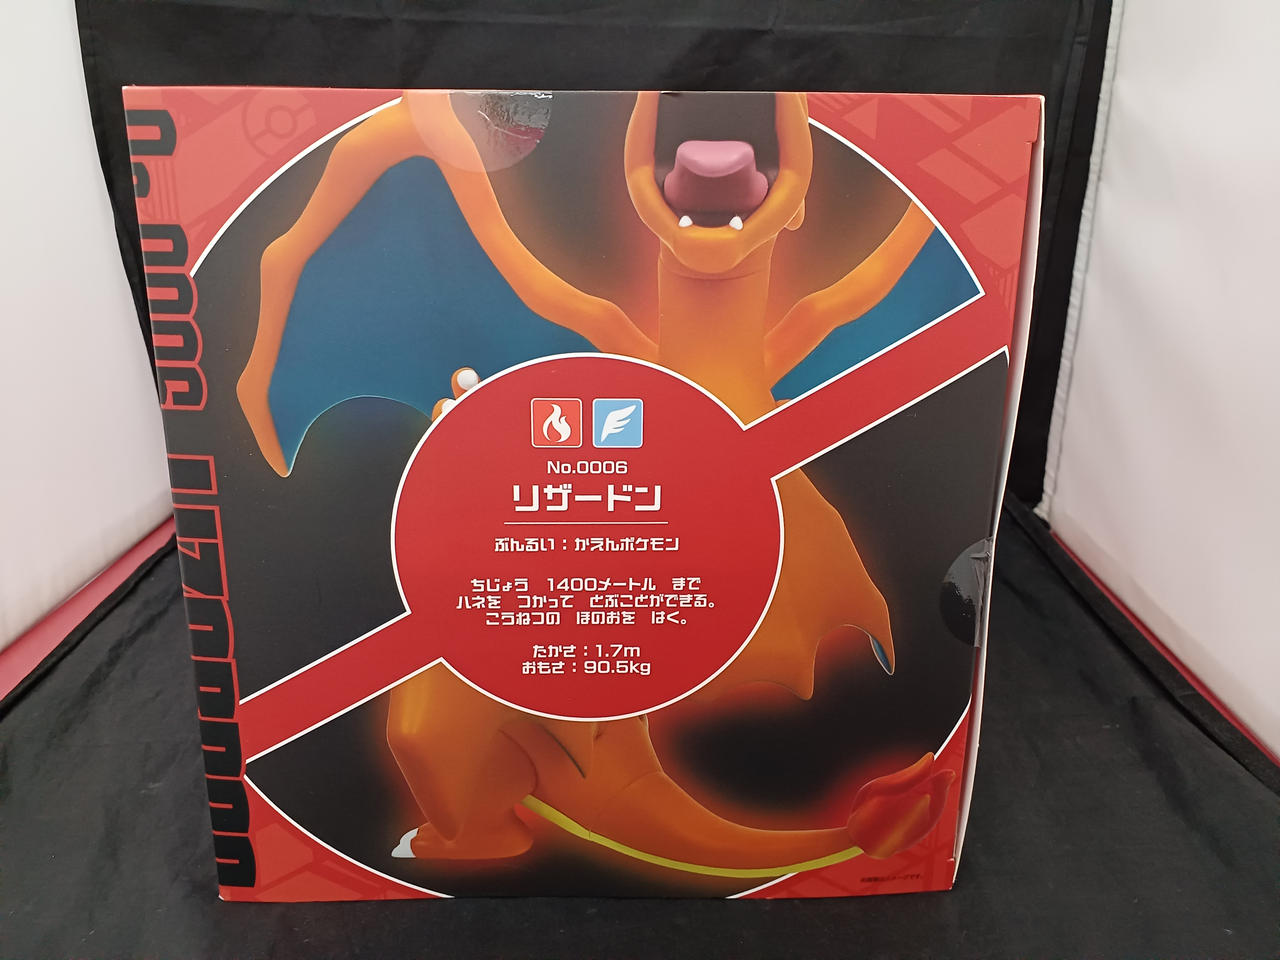 No.0006
リザードン
ぶんるい：かえんポケモン
ちじょう　1400メートル　まで
ハネを　つかって　とぶことができる。
こうねつの　ほのおを　はく。
たかさ：1.7m
おもさ：90.5kg